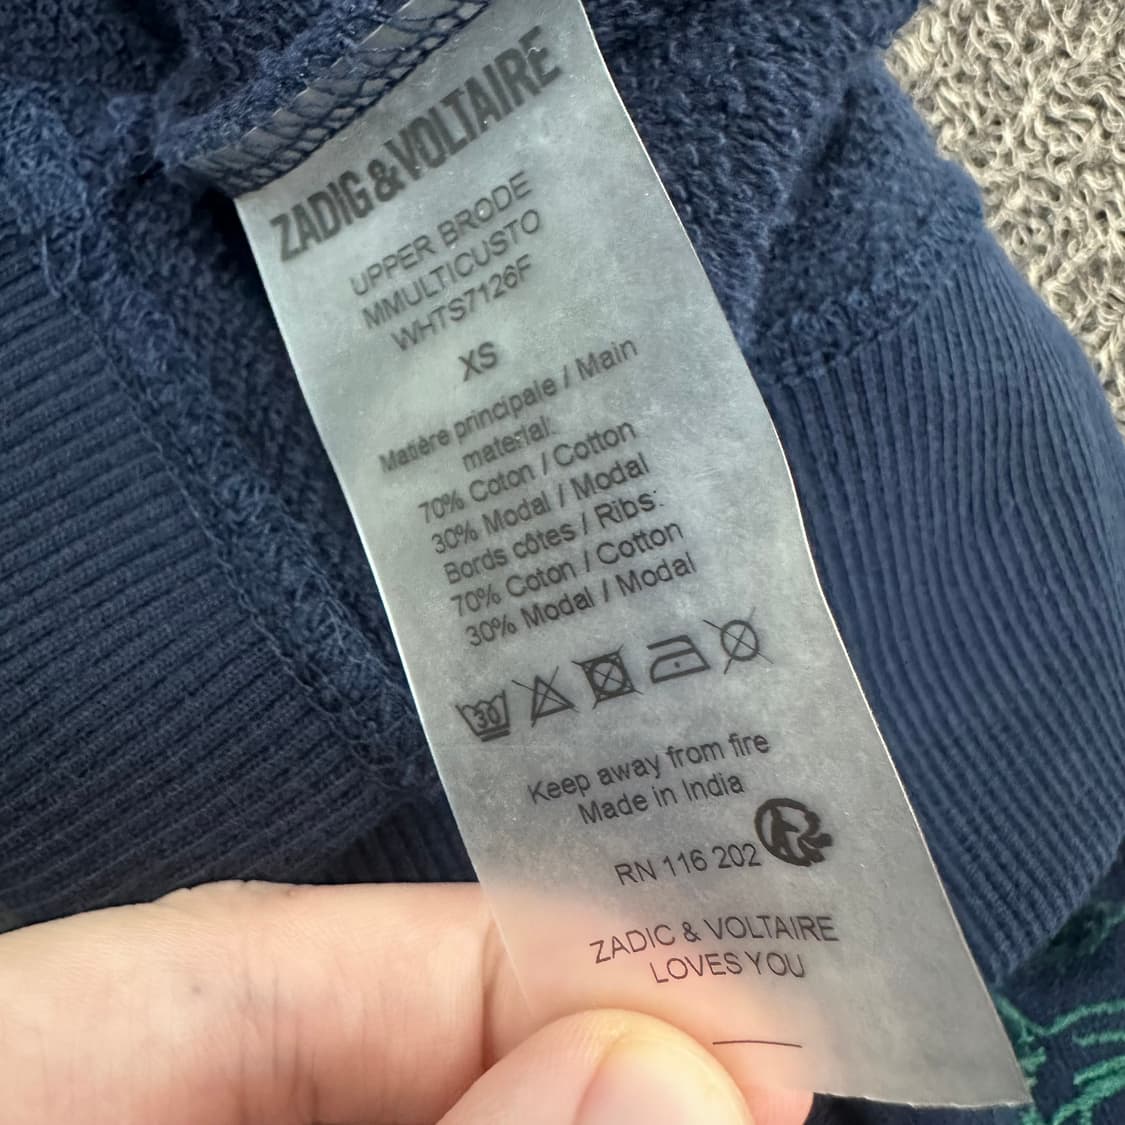 ZADIG & VOLTAIRE
UPPER BRODE
MMULTICUSTO
WHTS7126F
XS
Matière principale / Main
material:
70% Coton / Cotton
30% Modal / Modal
Bords côtes / Ribs:
70% Coton / Cotton
30% Modal / Modal
30
Keep away from fire
Made in India
RN 116 202
ZADIC & VOLTAIRE
LOVES YOU